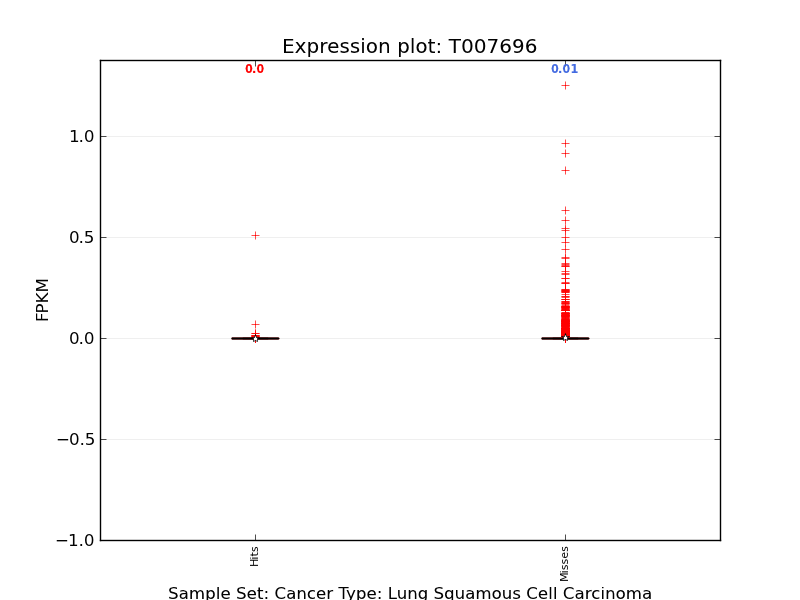 Expression plot: T007696
0.0
0.01
1.0
0.5
0.0
−0.5
−1.0
FPKM
Hits
Misses
Sample Set: Cancer Type: Lung Squamous Cell Carcinoma